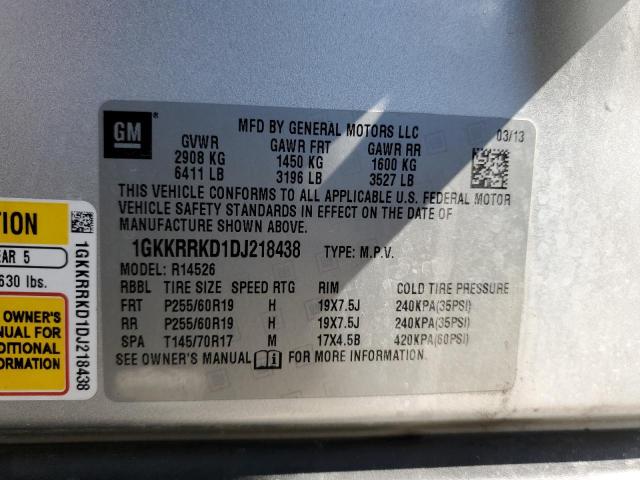 GM
MFD BY GENERAL MOTORS LLC 03/13
GVWR GAWR FRT GAWR RR
2908 KG 1450 KG 1600 KG
6411 LB 3196 LB 3527 LB
THIS VEHICLE CONFORMS TO ALL APPLICABLE U.S. FEDERAL MOTOR
VEHICLE SAFETY STANDARDS IN EFFECT ON THE DATE OF
MANUFACTURE SHOWN ABOVE.
1GKKRRKD1DJ218438 TYPE: M.P.V.
MODEL: R14526
RBBL TIRE SIZE SPEED RTG RIM COLD TIRE PRESSURE
FRT P255/60R19 H 19X7.5J 240KPA(35PSI)
RR P255/60R19 H 19X7.5J 240KPA(35PSI)
SPA T145/70R17 M 17X4.5B 420KPA(60PSI)
SEE OWNER'S MANUAL i FOR MORE INFORMATION.
TION
EAR 5
630 lbs.
OWNER'S
NUAL FOR
DITIONAL
FORMATION
1GKKRRKD1DJ218438